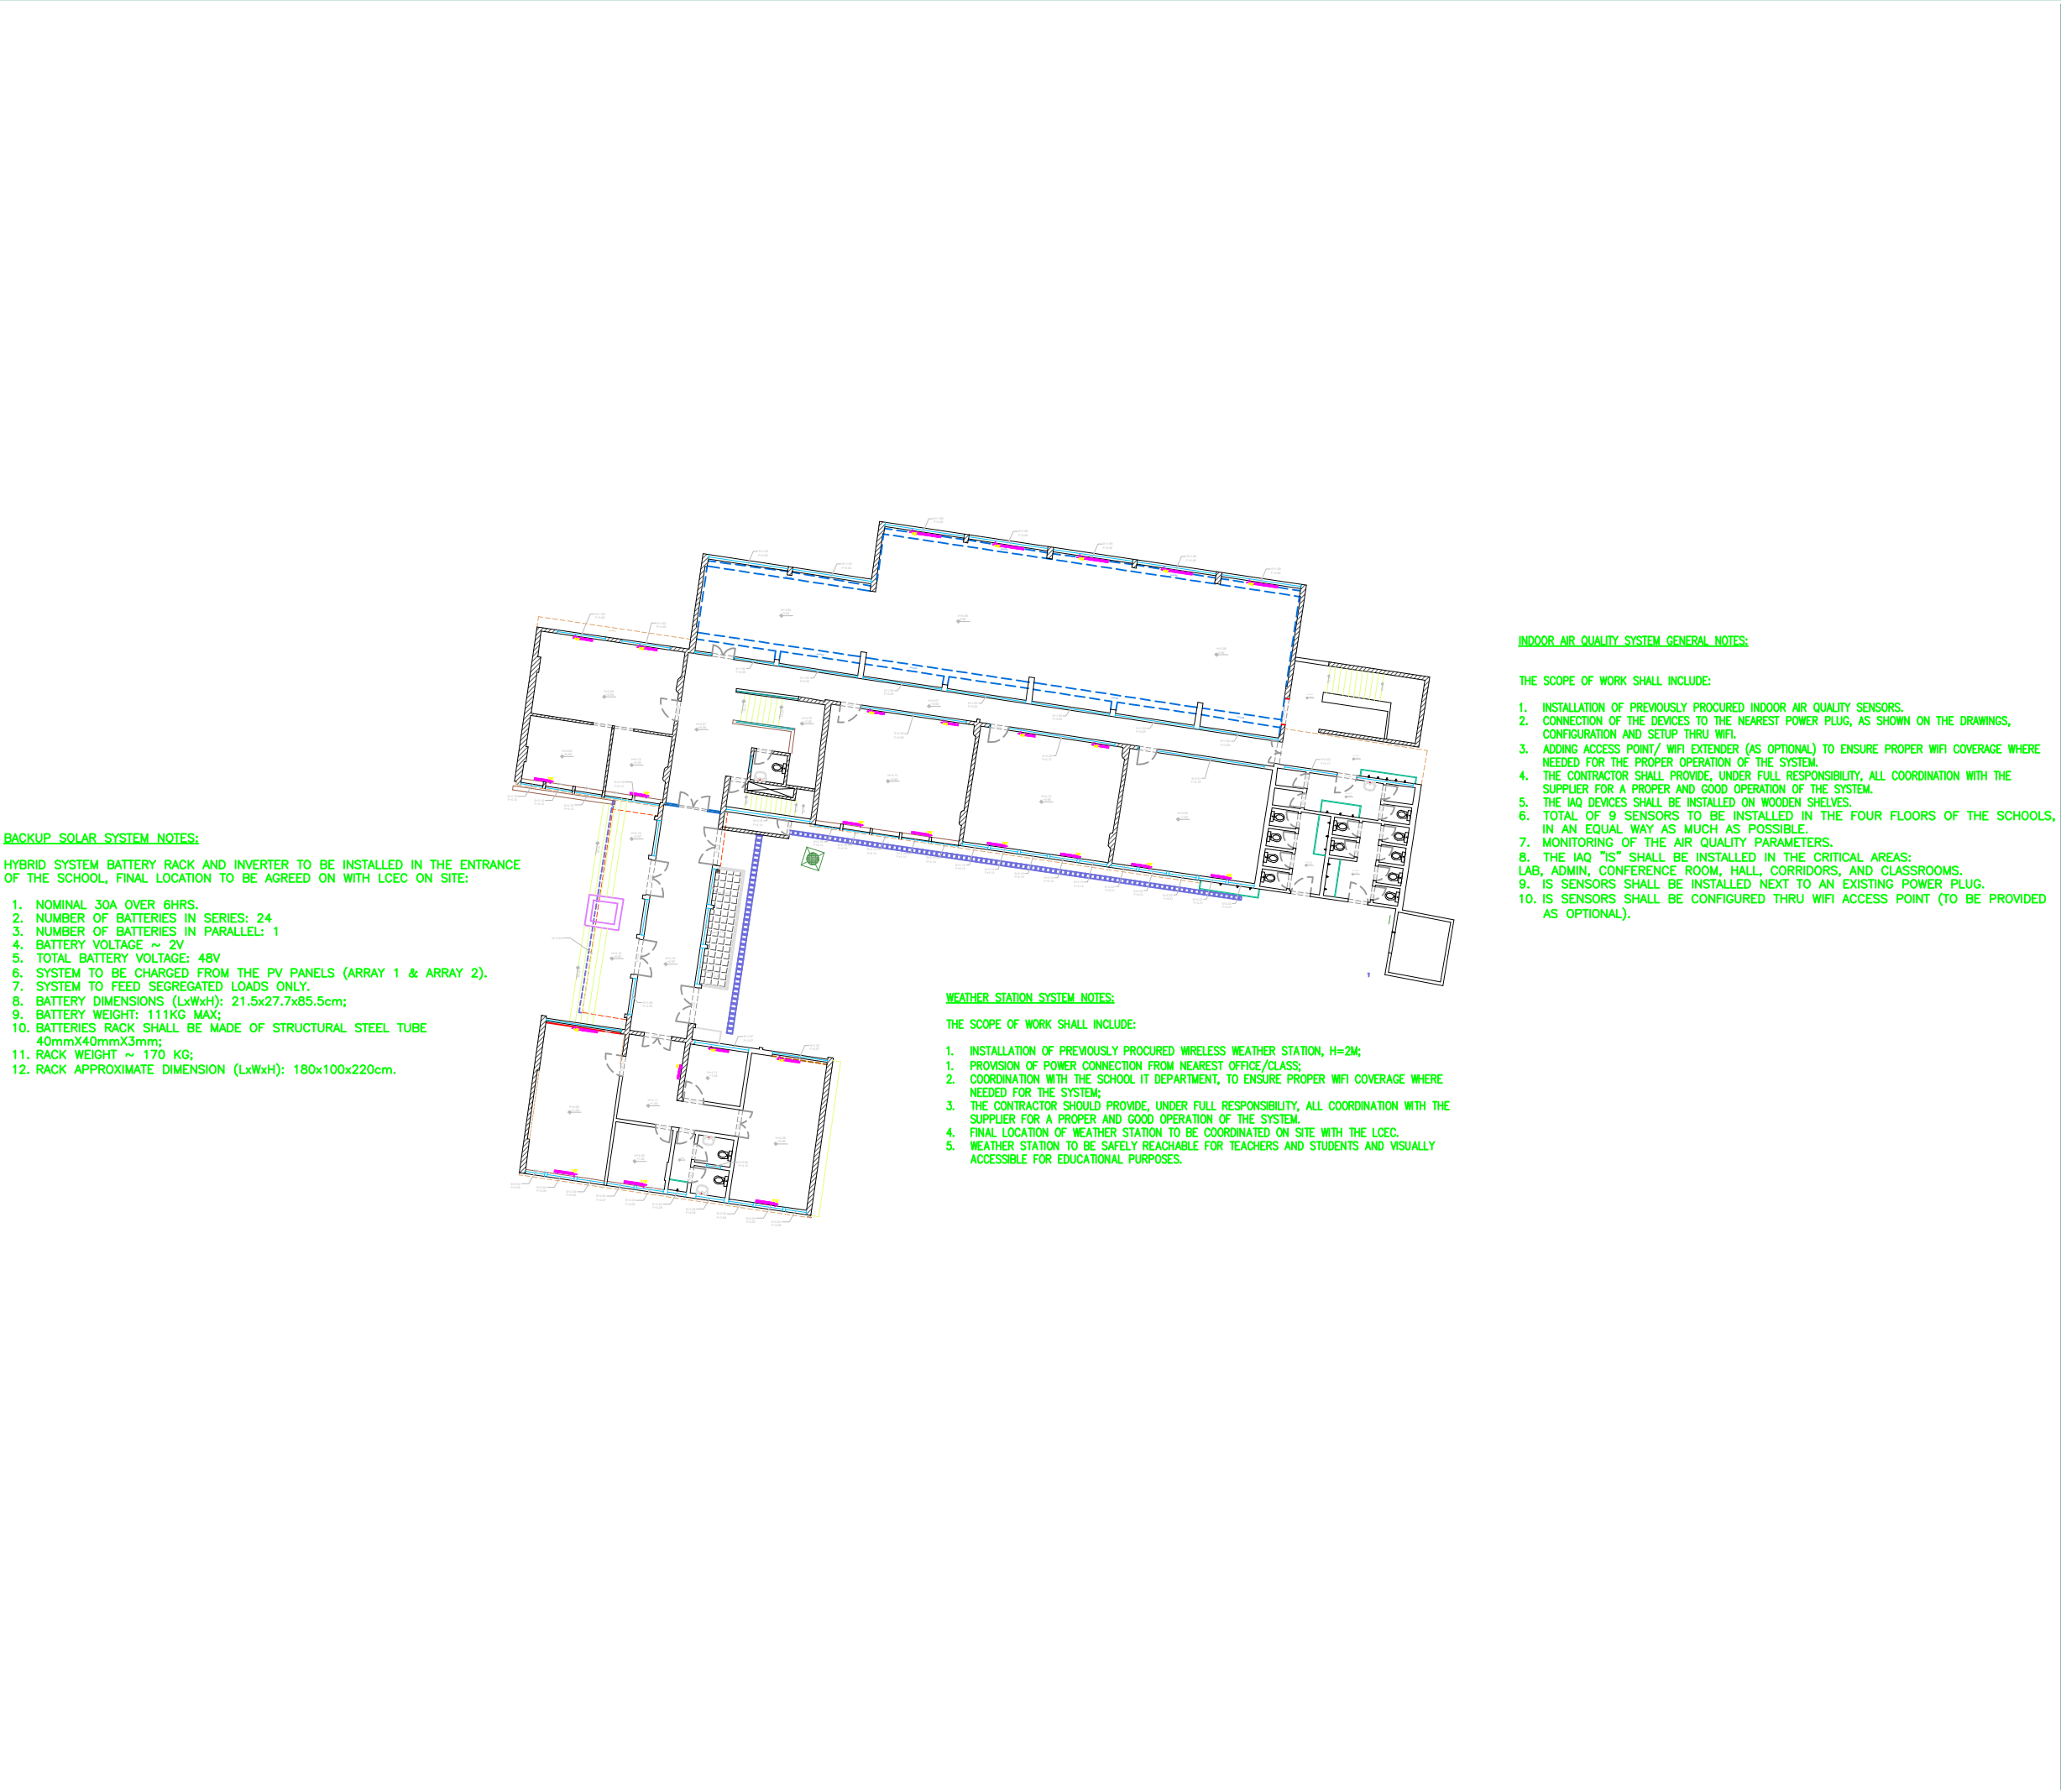 BACKUP SOLAR SYSTEM NOTES:
HYBRID SYSTEM BATTERY RACK AND INVERTER TO BE INSTALLED IN THE ENTRANCE
OF THE SCHOOL, FINAL LOCATION TO BE AGREED ON WITH LCEC ON SITE:
1. NOMINAL 30A OVER 6HRS.
2. NUMBER OF BATTERIES IN SERIES: 24
3. NUMBER OF BATTERIES IN PARALLEL: 1
4. BATTERY VOLTAGE ~ 2V
5. TOTAL BATTERY VOLTAGE: 48V
6. SYSTEM TO BE CHARGED FROM THE PV PANELS (ARRAY 1 & ARRAY 2).
7. SYSTEM TO FEED SEGREGATED LOADS ONLY.
8. BATTERY DIMENSIONS (LxWxH): 21.5x27.7x85.5cm;
9. BATTERY WEIGHT: 111KG MAX;
10. BATTERIES RACK SHALL BE MADE OF STRUCTURAL STEEL TUBE
40mmX40mmX3mm;
11. RACK WEIGHT ~ 170 KG;
12. RACK APPROXIMATE DIMENSION (LxWxH): 180x100x220cm.
WEATHER STATION SYSTEM NOTES:
THE SCOPE OF WORK SHALL INCLUDE:
1. INSTALLATION OF PREVIOUSLY PROCURED WIRELESS WEATHER STATION, H=2M;
1. PROVISION OF POWER CONNECTION FROM NEAREST OFFICE/CLASS;
2. COORDINATION WITH THE SCHOOL IT DEPARTMENT, TO ENSURE PROPER WIFI COVERAGE WHERE
NEEDED FOR THE SYSTEM;
3. THE CONTRACTOR SHOULD PROVIDE, UNDER FULL RESPONSIBILITY, ALL COORDINATION WITH THE
SUPPLIER FOR A PROPER AND GOOD OPERATION OF THE SYSTEM.
4. FINAL LOCATION OF WEATHER STATION TO BE COORDINATED ON SITE WITH THE LCEC.
5. WEATHER STATION TO BE SAFELY REACHABLE FOR TEACHERS AND STUDENTS AND VISUALLY
ACCESSIBLE FOR EDUCATIONAL PURPOSES.
INDOOR AIR QUALITY SYSTEM GENERAL NOTES:
THE SCOPE OF WORK SHALL INCLUDE:
1. INSTALLATION OF PREVIOUSLY PROCURED INDOOR AIR QUALITY SENSORS.
2. CONNECTION OF THE DEVICES TO THE NEAREST POWER PLUG, AS SHOWN ON THE DRAWINGS,
CONFIGURATION AND SETUP THRU WIFI.
3. ADDING ACCESS POINT/ WIFI EXTENDER (AS OPTIONAL) TO ENSURE PROPER WIFI COVERAGE WHERE
NEEDED FOR THE PROPER OPERATION OF THE SYSTEM.
4. THE CONTRACTOR SHALL PROVIDE, UNDER FULL RESPONSIBILITY, ALL COORDINATION WITH THE
SUPPLIER FOR A PROPER AND GOOD OPERATION OF THE SYSTEM.
5. THE IAQ DEVICES SHALL BE INSTALLED ON WOODEN SHELVES.
6. TOTAL OF 9 SENSORS TO BE INSTALLED IN THE FOUR FLOORS OF THE SCHOOLS,
IN AN EQUAL WAY AS MUCH AS POSSIBLE.
7. MONITORING OF THE AIR QUALITY PARAMETERS.
8. THE IAQ "IS" SHALL BE INSTALLED IN THE CRITICAL AREAS:
LAB, ADMIN, CONFERENCE ROOM, HALL, CORRIDORS, AND CLASSROOMS.
9. IS SENSORS SHALL BE INSTALLED NEXT TO AN EXISTING POWER PLUG.
10. IS SENSORS SHALL BE CONFIGURED THRU WIFI ACCESS POINT (TO BE PROVIDED
AS OPTIONAL).
1